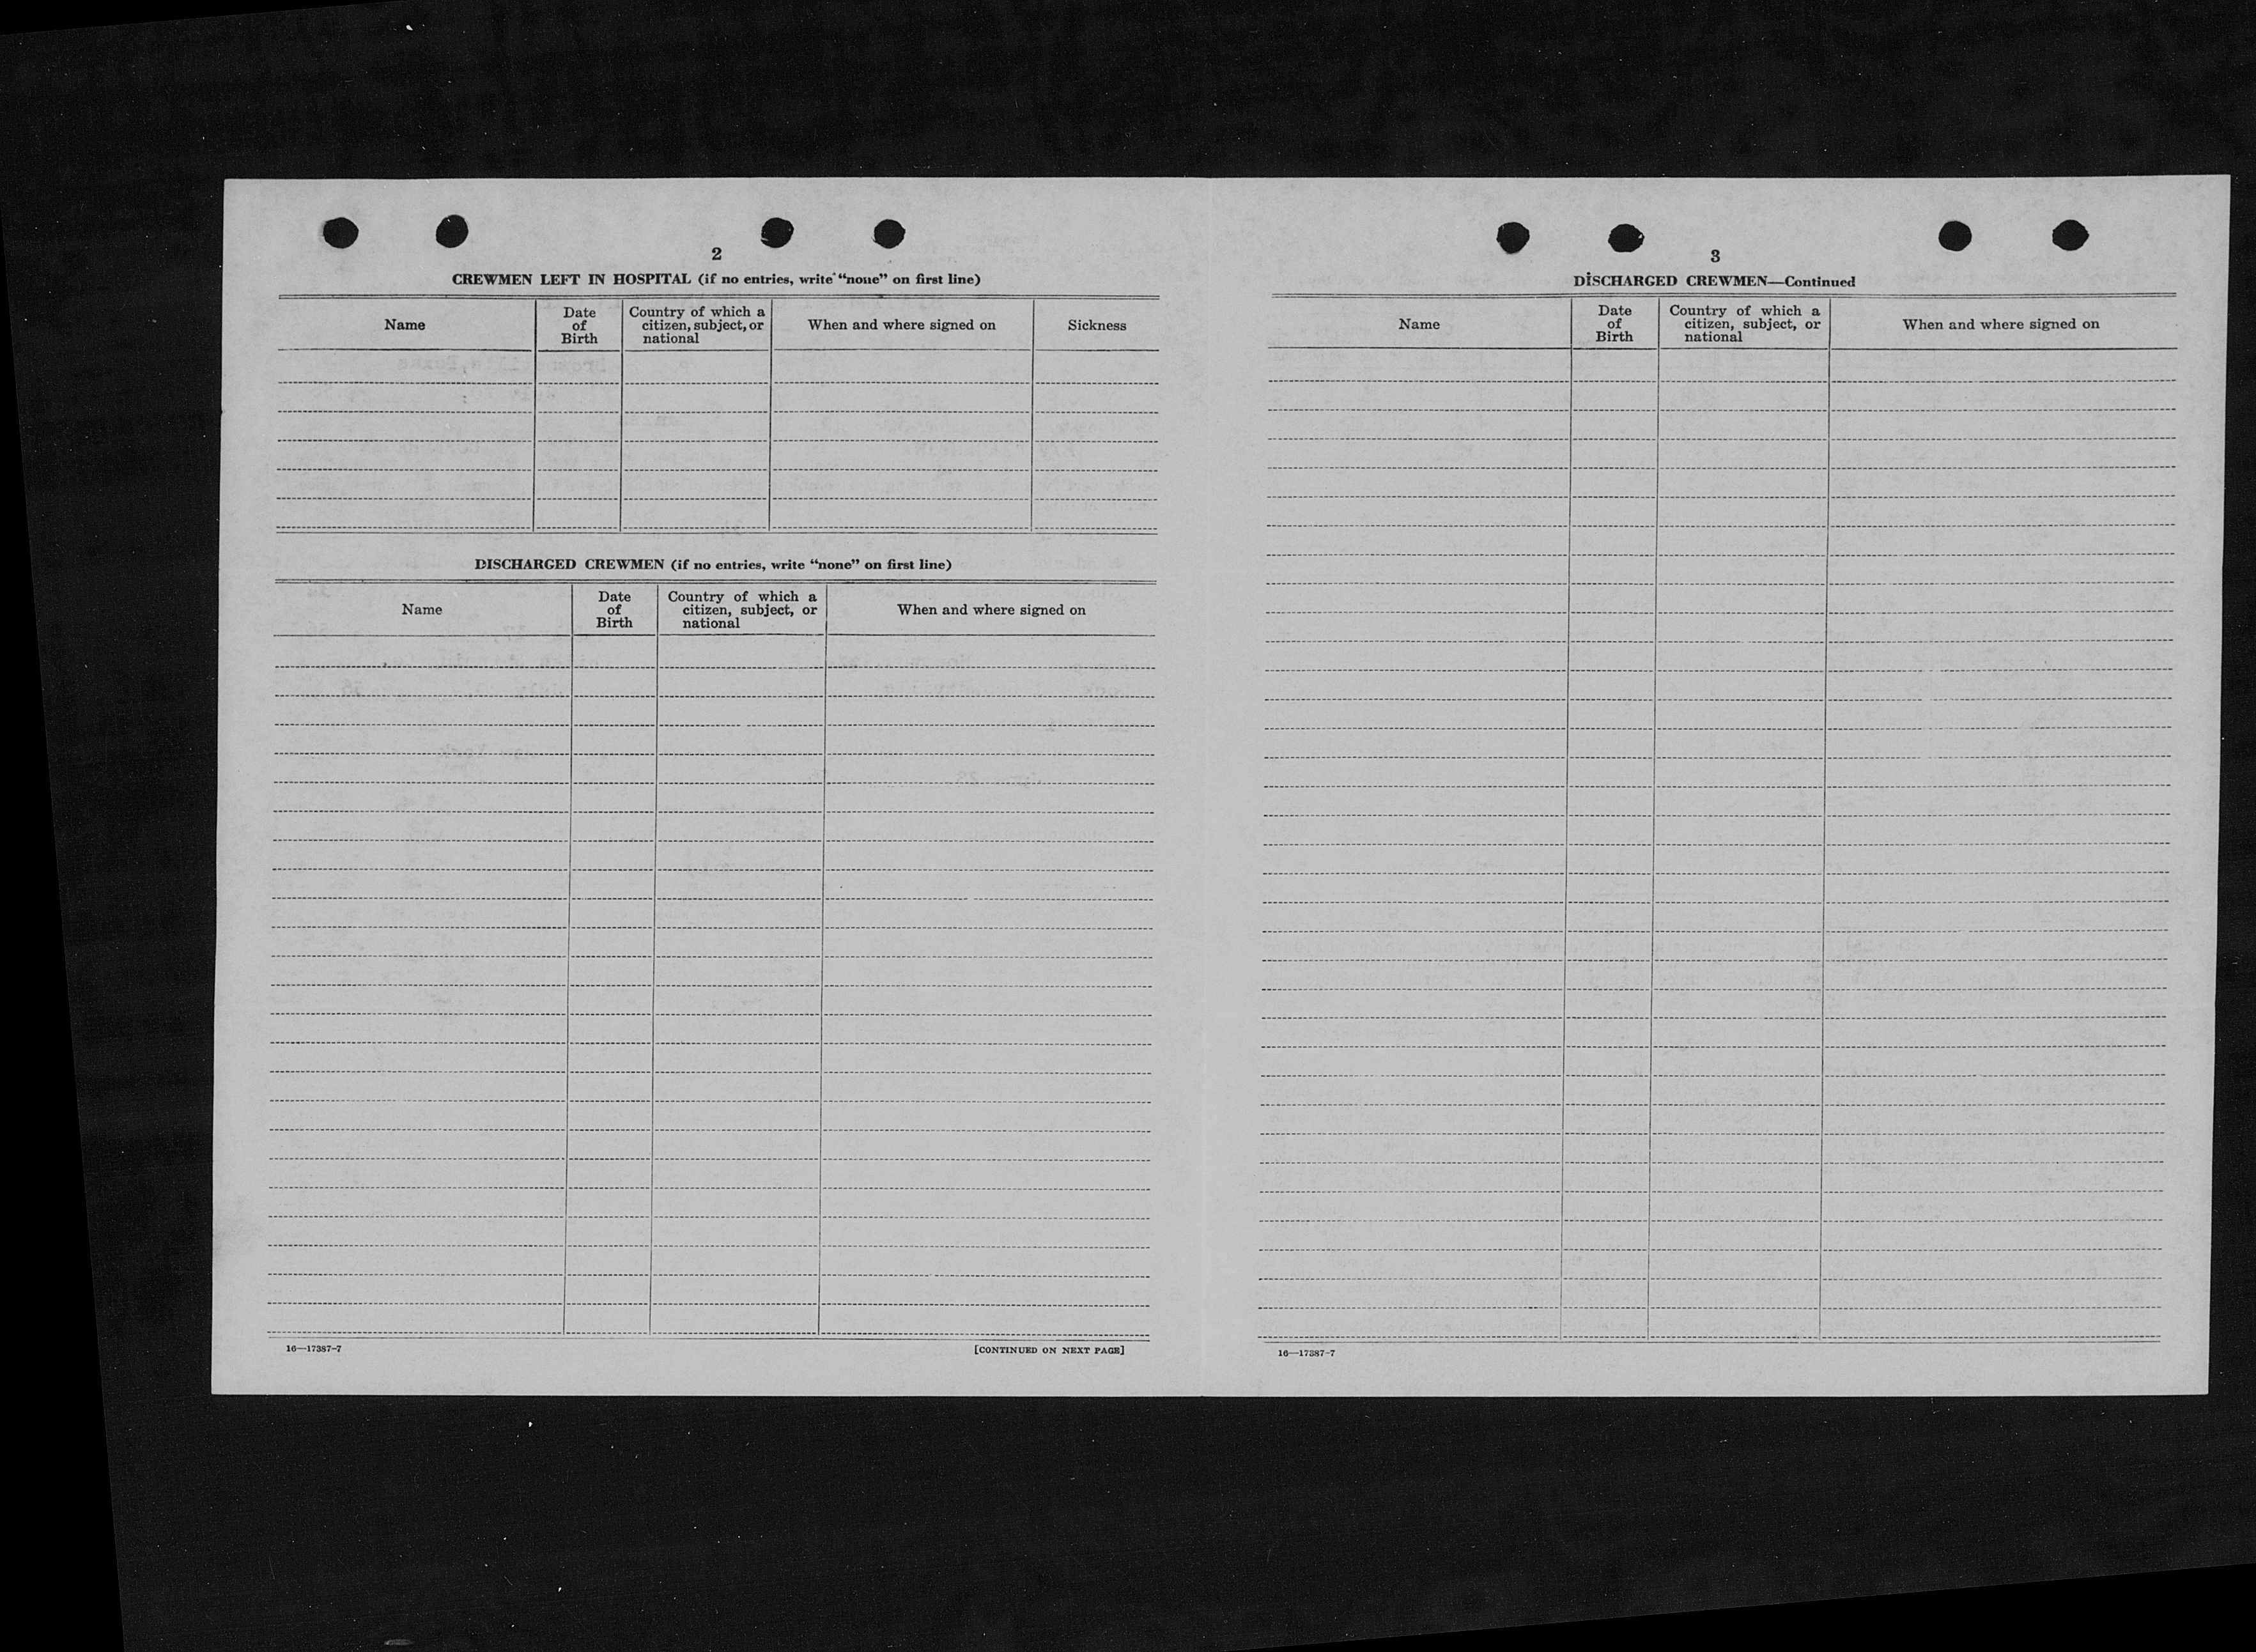 2
CREWMEN LEFT IN HOSPITAL (if no entries, write "none" on first line)
Name
Date of Birth
Country of which a citizen, subject, or national
When and where signed on
Sickness
DISCHARGED CREWMEN (if no entries, write "none" on first line)
Name
Date of Birth
Country of which a citizen, subject, or national
When and where signed on
16—17387-7
[CONTINUED ON NEXT PAGE]
3
DISCHARGED CREWMEN—Continued
Name
Date of Birth
Country of which a citizen, subject, or national
When and where signed on
16—17387-7